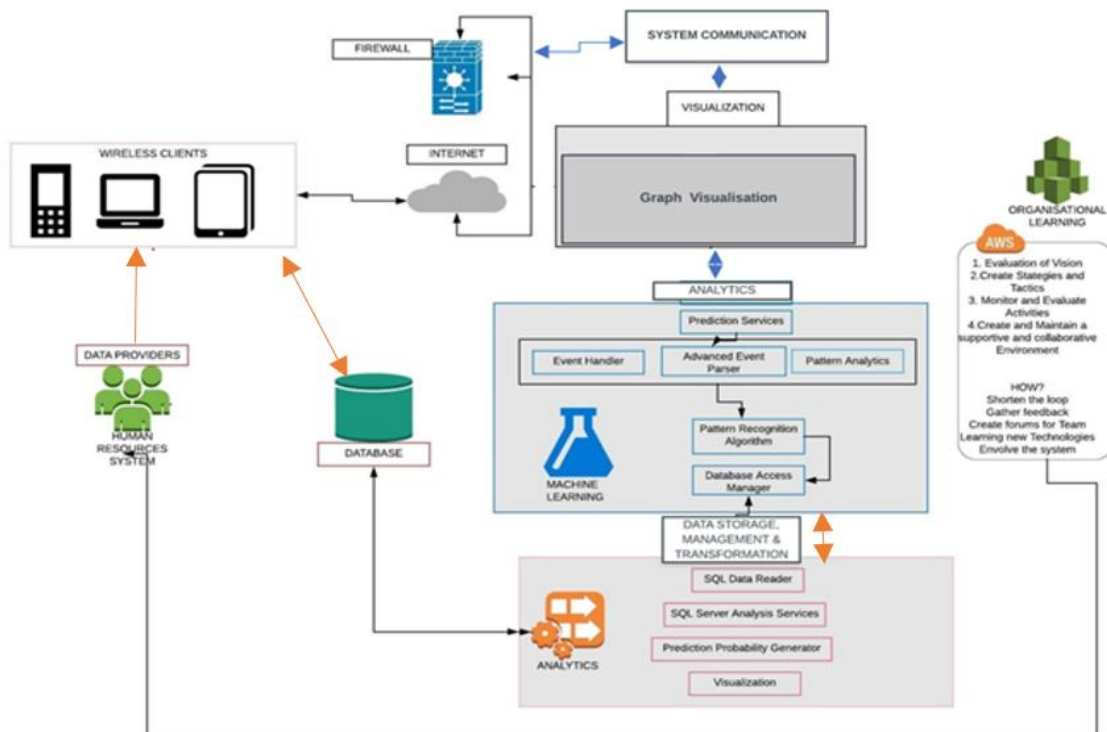 SYSTEM COMMUNICATION
FIREWALL
VISUALIZATION
WIRELESS CLIENTS
INTERNET
Graph Visualisation
ORGANISATIONAL
LEARNING
AWS
1. Evaluation of Vision
2.Create Stategies and
Tactics
3. Monitor and Evaluate
Activities
4.Create and Maintain a
supportive and collaborative
Environment
HOW?
Shorten the loop
Gather feedback
Create forums for Team
Learning new Technologies
Envolve the system
ANALYTICS
Prediction Services
Event Handler
Advanced Event
Parser
Pattern Analytics
DATA PROVIDERS
HUMAN
RESOURCES
SYSTEM
DATABASE
Pattern Recognition
Algorithm
Database Access
Manager
MACHINE
LEARNING
DATA STORAGE,
MANAGEMENT &
TRANSFORMATION
SQL Data Reader
SQL Server Analysis Services
Prediction Probability Generator
Visualization
ANALYTICS